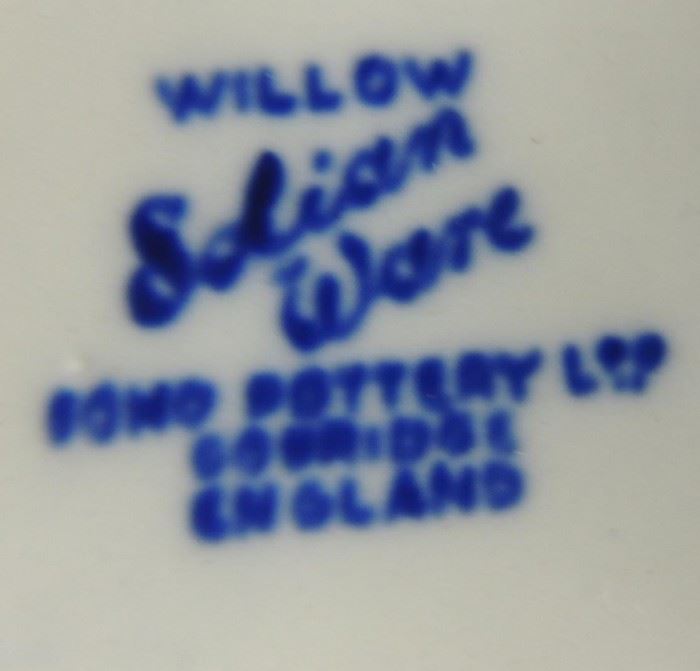 WILLOW
Solian
Ware
SOHO POTTERY LTD
COBRIDGE
ENGLAND